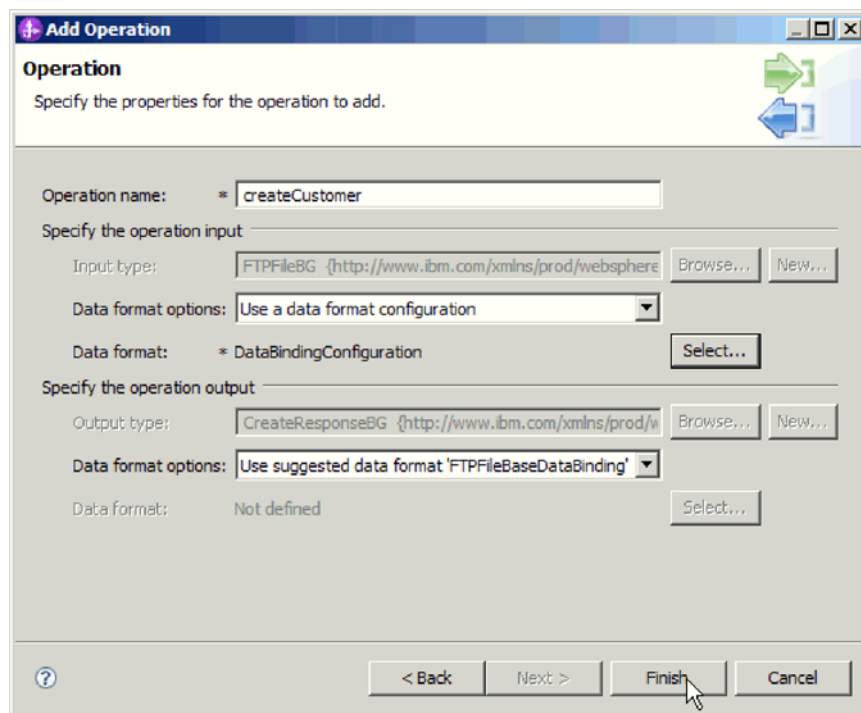 Add Operation
Operation
Specify the properties for the operation to add.
Operation name: * createCustomer
Specify the operation input
Input type: FTPFileBG {http://www.ibm.com/xmlns/prod/websphere Browse... New...
Data format options: Use a data format configuration
Data format: * DataBindingConfiguration Select...
Specify the operation output
Output type: CreateResponseBG {http://www.ibm.com/xmlns/prod/w Browse... New...
Data format options: Use suggested data format 'FTPFileBaseDataBinding'
Data format: Not defined Select...
? < Back Next > Finish Cancel